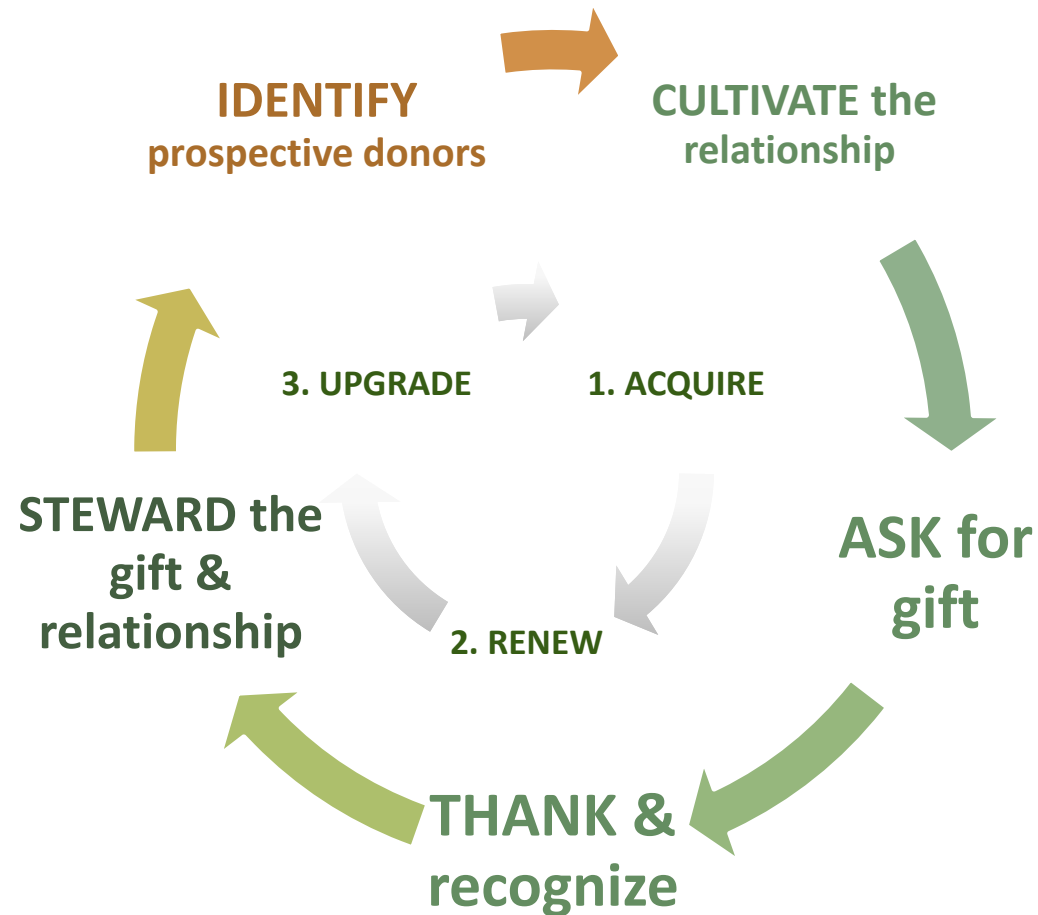 IDENTIFY
prospective donors
CULTIVATE the
relationship
ASK for
gift
THANK &
recognize
STEWARD the
gift &
relationship
1. ACQUIRE
2. RENEW
3. UPGRADE